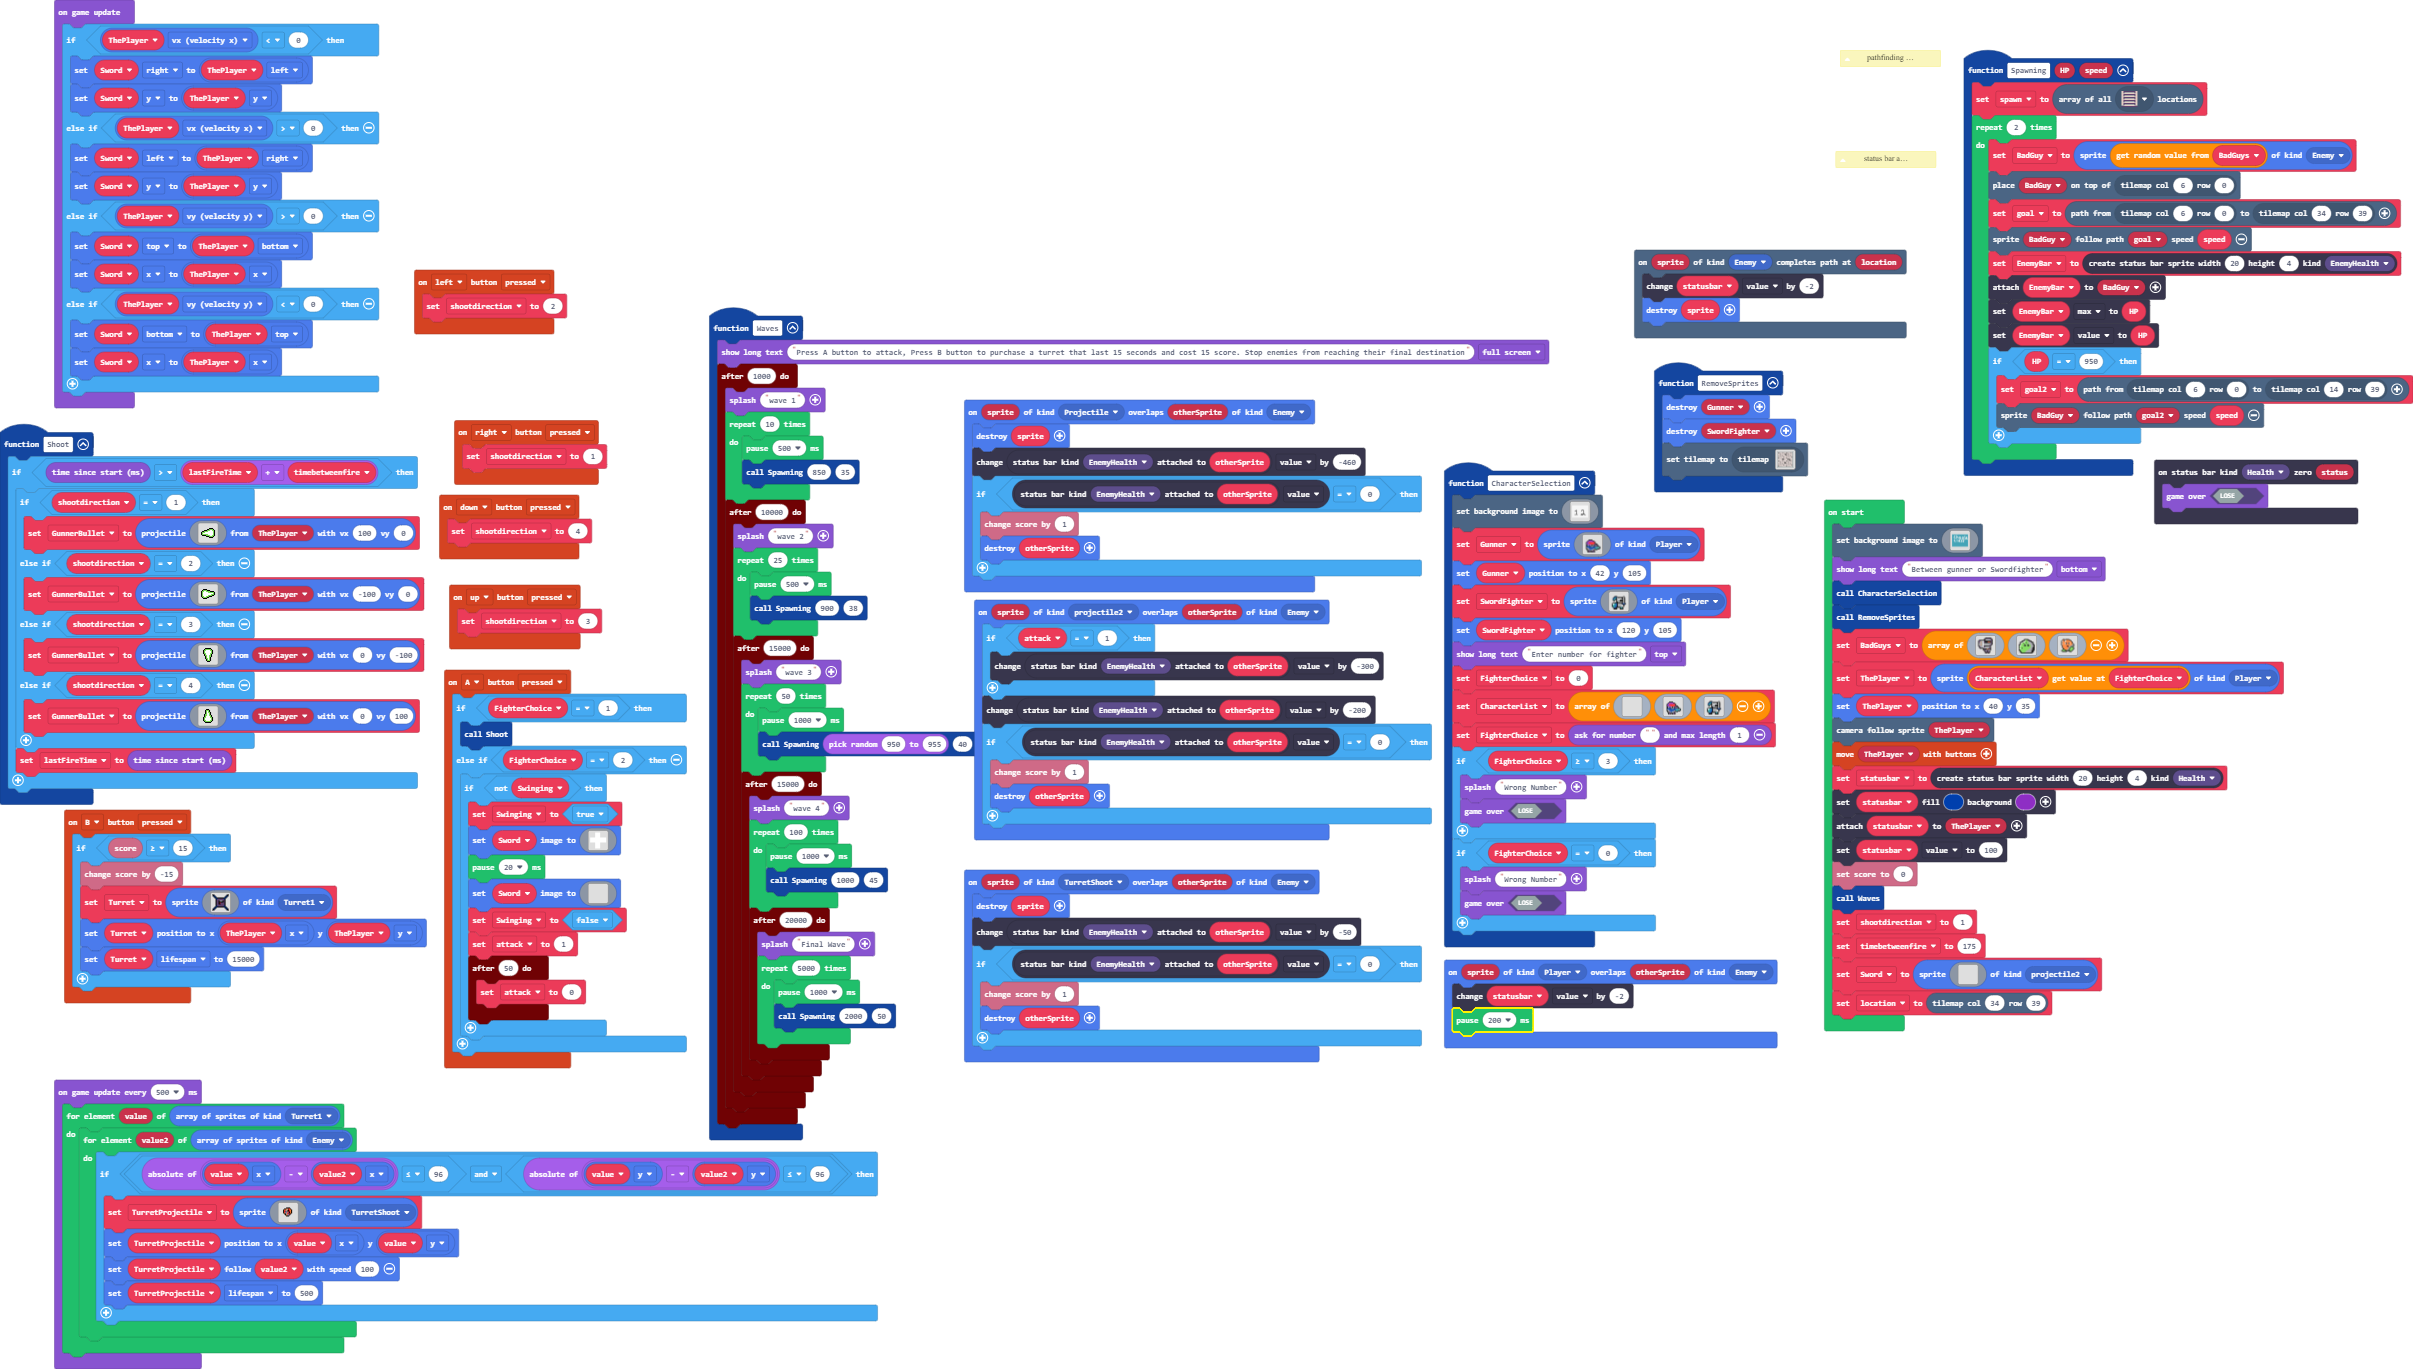 on game update
if ThePlayer vx (velocity x) < 0 then
set Sword right to ThePlayer left
set Sword y to ThePlayer y
else if ThePlayer vx (velocity x) > 0 then
set Sword left to ThePlayer right
set Sword y to ThePlayer y
else if ThePlayer vy (velocity y) > 0 then
set Sword top to ThePlayer bottom
set Sword x to ThePlayer x
else if ThePlayer vy (velocity y) < 0 then
set Sword bottom to ThePlayer top
set Sword x to ThePlayer x
function Shoot
if time since start (ms) > lastFireTime + timebetweenfire then
if shootdirection = 1 then
set GunnerBullet to projectile from ThePlayer with vx 100 vy 0
else if shootdirection = 2 then
set GunnerBullet to projectile from ThePlayer with vx -100 vy 0
else if shootdirection = 3 then
set GunnerBullet to projectile from ThePlayer with vx 0 vy -100
else if shootdirection = 4 then
set GunnerBullet to projectile from ThePlayer with vx 0 vy 100
set lastFireTime to time since start (ms)
on B button pressed
if score ≥ 15 then
change score by -15
set Turret to sprite of kind Turret1
set Turret position to x ThePlayer x y ThePlayer y
set Turret lifespan to 15000
on game update every 500 ms
for element value of array of sprites of kind Turret1
do for element value2 of array of sprites of kind Enemy
do
if absolute of value x - value2 x ≤ 96 and absolute of value y - value2 y ≤ 96 then
set TurretProjectile to sprite of kind TurretShoot
set TurretProjectile position to x value x y value y
set TurretProjectile follow value2 with speed 100
set TurretProjectile lifespan to 500
on left button pressed
set shootdirection to 2
on right button pressed
set shootdirection to 1
on down button pressed
set shootdirection to 4
on up button pressed
set shootdirection to 3
on A button pressed
if FighterChoice = 1 then
call Shoot
else if FighterChoice = 2 then
if not Swinging then
set Swinging to true
set Sword image to
pause 20 ms
set Sword image to
set Swinging to false
set attack to 1
after 50 do
set attack to 0
function Waves
show long text "Press A button to attack, Press B button to purchase a turret that last 15 seconds and cost 15 score. Stop enemies from reaching their final destination" full screen
after 1000 do
splash "wave 1"
repeat 10 times
do pause 500 ms
call Spawning 850 35
after 10000 do
splash "wave 2"
repeat 25 times
do pause 500 ms
call Spawning 900 38
after 15000 do
splash "wave 3"
repeat 50 times
do pause 1000 ms
call Spawning pick random 950 to 955 40
after 15000 do
splash "wave 4"
repeat 100 times
do pause 1000 ms
call Spawning 1000 45
after 20000 do
splash "Final Wave"
repeat 5000 times
do pause 1000 ms
call Spawning 2000 50
on sprite of kind Projectile overlaps otherSprite of kind Enemy
destroy sprite
change status bar kind EnemyHealth attached to otherSprite value by -460
if status bar kind EnemyHealth attached to otherSprite value = 0 then
change score by 1
destroy otherSprite
on sprite of kind projectile2 overlaps otherSprite of kind Enemy
if attack = 1 then
change status bar kind EnemyHealth attached to otherSprite value by -300
change status bar kind EnemyHealth attached to otherSprite value by -200
if status bar kind EnemyHealth attached to otherSprite value = 0 then
change score by 1
destroy otherSprite
on sprite of kind TurretShoot overlaps otherSprite of kind Enemy
destroy sprite
change status bar kind EnemyHealth attached to otherSprite value by -50
if status bar kind EnemyHealth attached to otherSprite value = 0 then
change score by 1
destroy otherSprite
function CharacterSelection
set background image to
set Gunner to sprite of kind Player
set Gunner position to x 42 y 105
set SwordFighter to sprite of kind Player
set SwordFighter position to x 120 y 105
show long text "Enter number for fighter" top
set FighterChoice to 0
set CharacterList to array of
set FighterChoice to ask for number "" and max length 1
if FighterChoice ≥ 3 then
splash "Wrong Number"
game over LOSE
if FighterChoice = 0 then
splash "Wrong Number"
game over LOSE
on sprite of kind Player overlaps otherSprite of kind Enemy
change statusbar value by -2
pause 200 ms
pathfinding ...
status bar a...
on sprite of kind Enemy completes path at location
change statusbar value by -2
destroy sprite
function RemoveSprites
destroy Gunner
destroy SwordFighter
set tilemap to tilemap
function Spawning HP speed
set spawn to array of all locations
repeat 2 times
do set BadGuy to sprite get random value from BadGuys of kind Enemy
place BadGuy on top of tilemap col 6 row 0
set goal to path from tilemap col 6 row 0 to tilemap col 34 row 39
sprite BadGuy follow path goal speed speed
set EnemyBar to create status bar sprite width 20 height 4 kind EnemyHealth
attach EnemyBar to BadGuy
set EnemyBar max to HP
set EnemyBar value to HP
if HP = 950 then
set goal2 to path from tilemap col 6 row 0 to tilemap col 14 row 39
sprite BadGuy follow path goal2 speed speed
on status bar kind Health zero status
game over LOSE
on start
set background image to
show long text "Between gunner or Swordfighter" bottom
call CharacterSelection
call RemoveSprites
set BadGuys to array of
set ThePlayer to sprite CharacterList get value at FighterChoice of kind Player
set ThePlayer position to x 40 y 35
camera follow sprite ThePlayer
move ThePlayer with buttons
set statusbar to create status bar sprite width 20 height 4 kind Health
set statusbar fill background
attach statusbar to ThePlayer
set statusbar value to 100
set score to 0
call Waves
set shootdirection to 1
set timebetweenfire to 175
set Sword to sprite of kind projectile2
set location to tilemap col 34 row 39